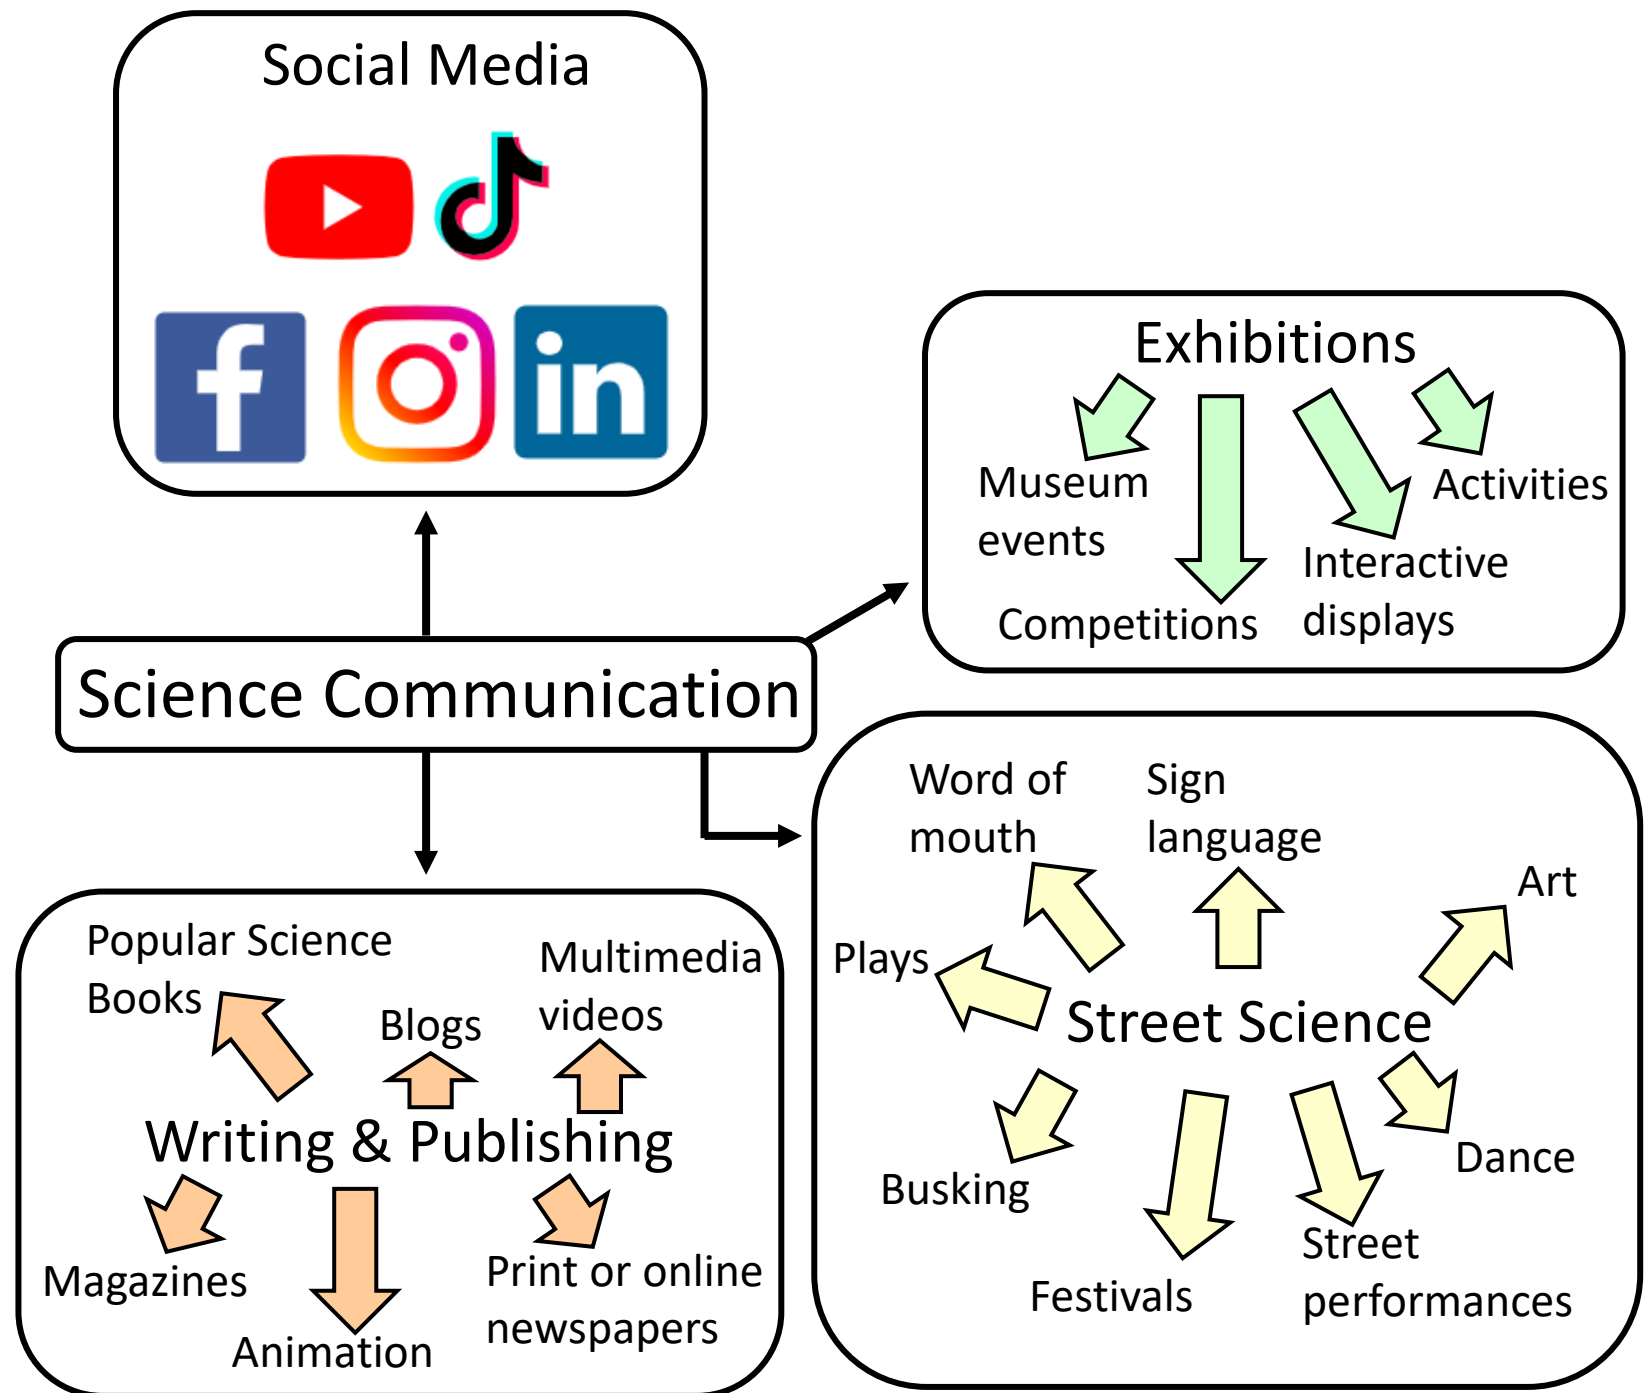 Social Media
f
in
Exhibitions
Museum
events
Activities
Interactive
displays
Competitions
Science Communication
Word of
mouth
Sign
language
Art
Plays
Street Science
Busking
Dance
Festivals
Street
performances
Popular Science
Books
Blogs
Multimedia
videos
Writing & Publishing
Magazines
Animation
Print or online
newspapers